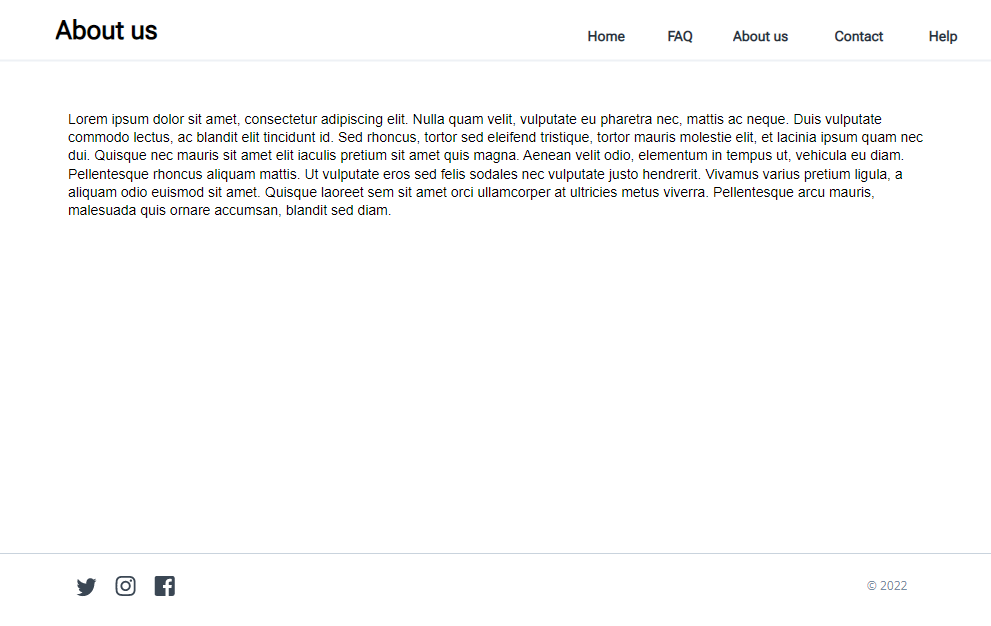 About us
Home FAQ About us Contact Help
Lorem ipsum dolor sit amet, consectetur adipiscing elit. Nulla quam velit, vulputate eu pharetra nec, mattis ac neque. Duis vulputate
commodo lectus, ac blandit elit tincidunt id. Sed rhoncus, tortor sed eleifend tristique, tortor mauris molestie elit, et lacinia ipsum quam nec
dui. Quisque nec mauris sit amet elit iaculis pretium sit amet quis magna. Aenean velit odio, elementum in tempus ut, vehicula eu diam.
Pellentesque rhoncus aliquam mattis. Ut vulputate eros sed felis sodales nec vulputate justo hendrerit. Vivamus varius pretium ligula, a
aliquam odio euismod sit amet. Quisque laoreet sem sit amet orci ullamcorper at ultricies metus viverra. Pellentesque arcu mauris,
malesuada quis ornare accumsan, blandit sed diam.
© 2022